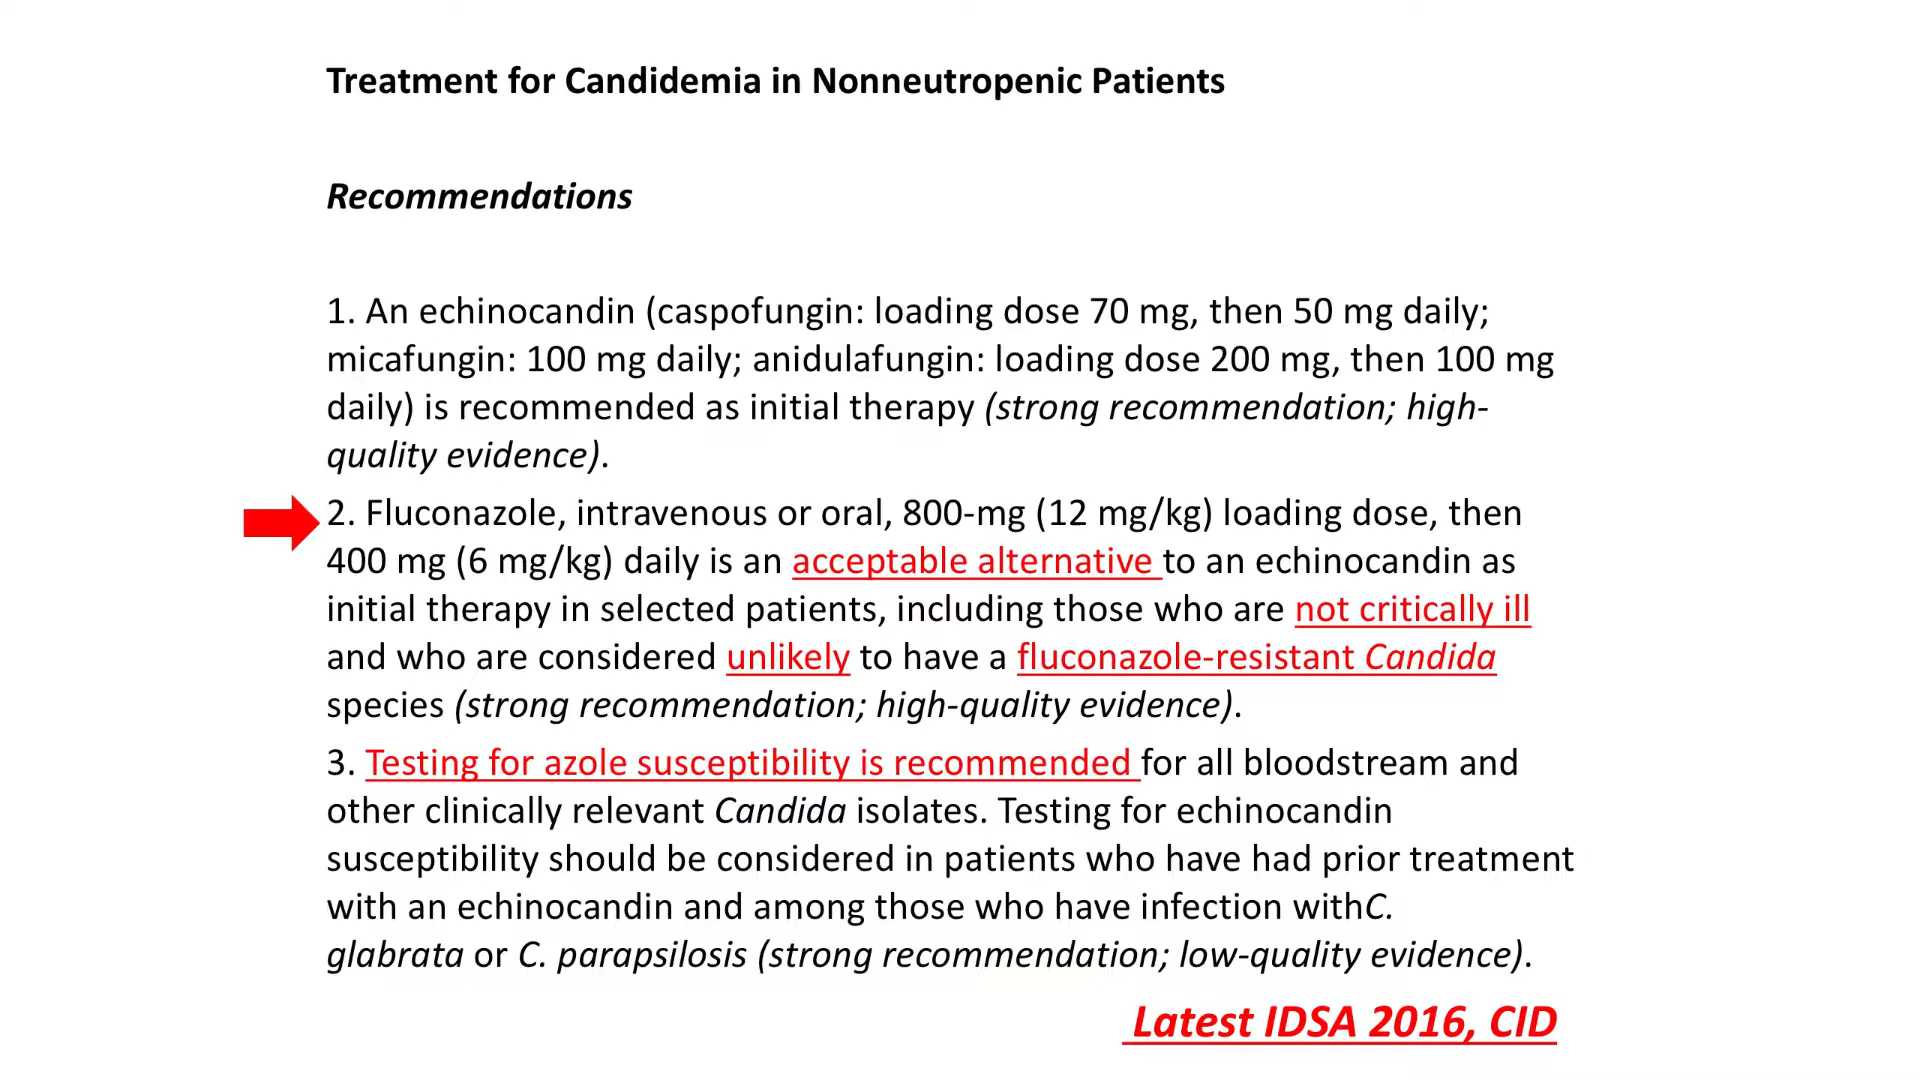 Treatment for Candidemia in Nonneutropenic Patients
Recommendations
1. An echinocandin (caspofungin: loading dose 70 mg, then 50 mg daily;
micafungin: 100 mg daily; anidulafungin: loading dose 200 mg, then 100 mg
daily) is recommended as initial therapy (strong recommendation; high-
quality evidence).
2. Fluconazole, intravenous or oral, 800-mg (12 mg/kg) loading dose, then
400 mg (6 mg/kg) daily is an acceptable alternative to an echinocandin as
initial therapy in selected patients, including those who are not critically ill
and who are considered unlikely to have a fluconazole-resistant Candida
species (strong recommendation; high-quality evidence).
3. Testing for azole susceptibility is recommended for all bloodstream and
other clinically relevant Candida isolates. Testing for echinocandin
susceptibility should be considered in patients who have had prior treatment
with an echinocandin and among those who have infection withC.
glabrata or C. parapsilosis (strong recommendation; low-quality evidence).
Latest IDSA 2016, CID